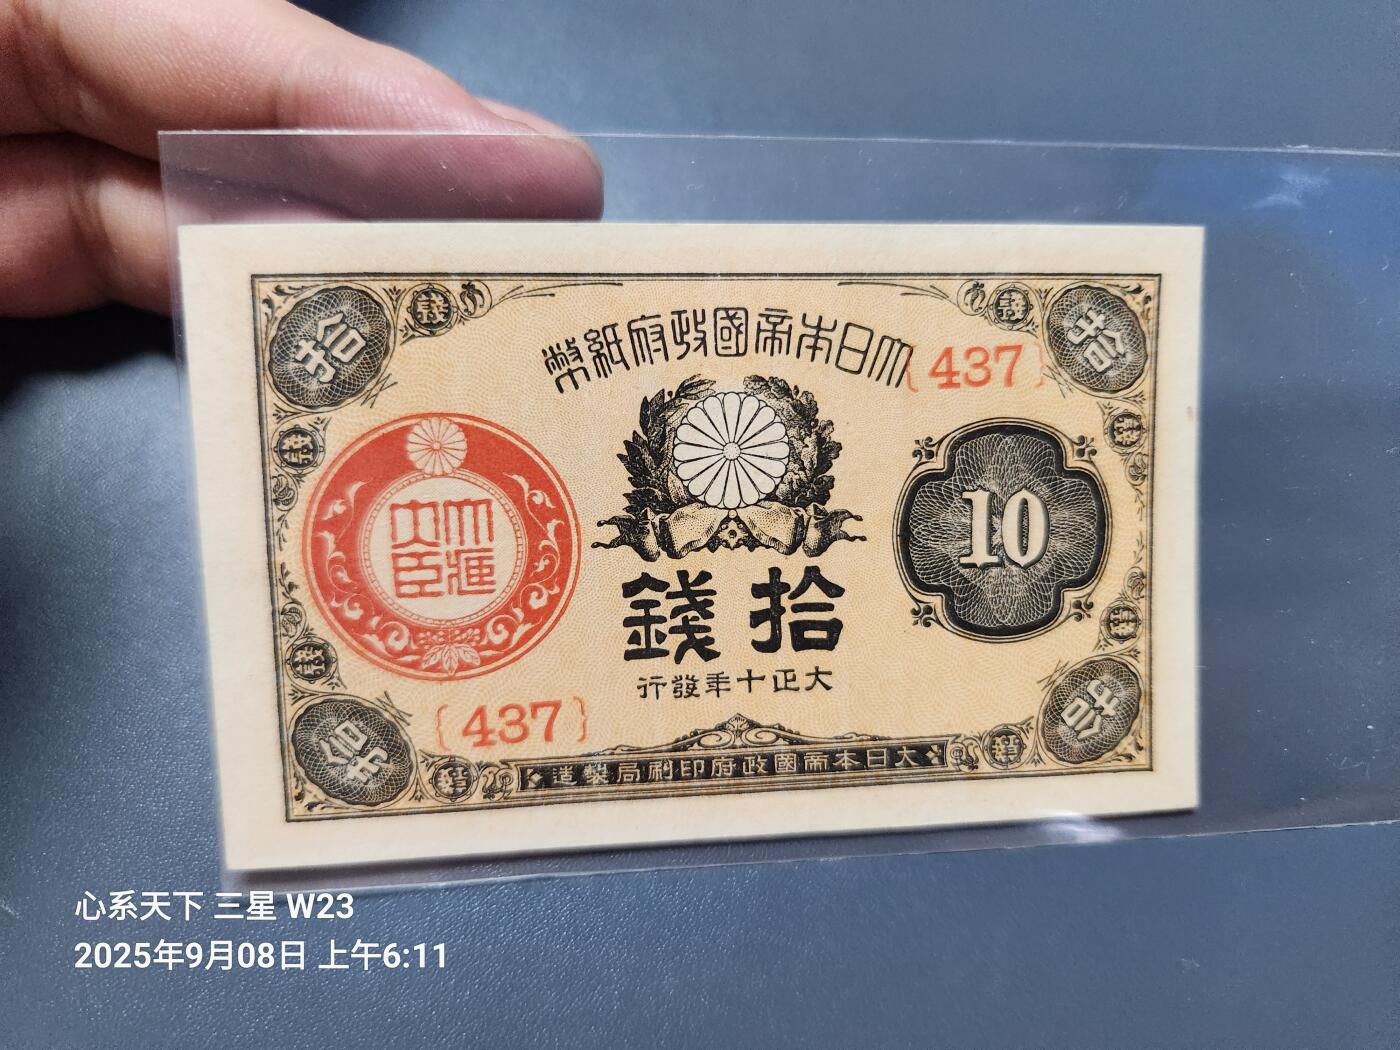 大日本帝國政府紙幣
{437}
拾
拾
錢
錢
大藏大臣
10
拾錢
大正十年發行
{437}
拾
拾
大日本帝國政府印刷局製造
心系天下 三星 W23
2025年9月08日 上午6:11